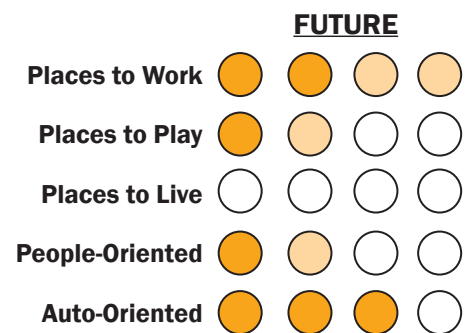 FUTURE
Places to Work
Places to Play
Places to Live
People-Oriented
Auto-Oriented